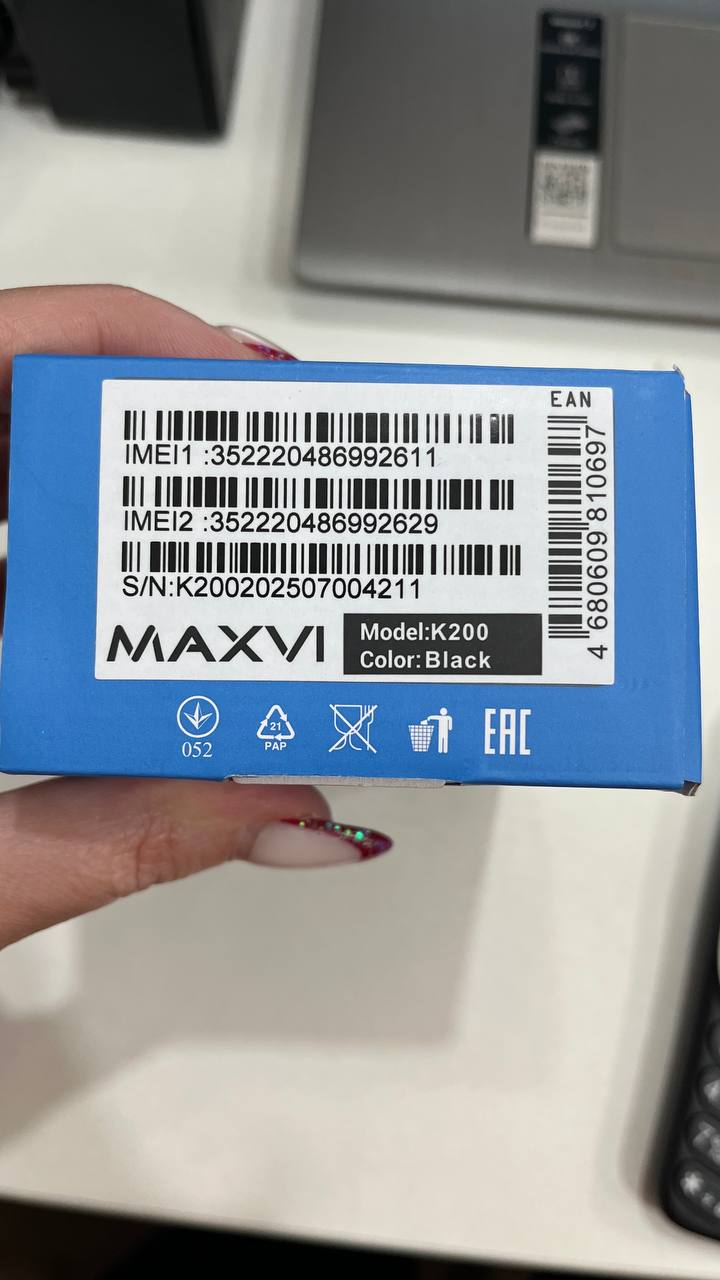 EAN
IMEI1 :352220486992611
IMEI2 :352220486992629
S/N:K200202507004211
4 680609 810697
MAXVI
Model:K200
Color:Black
052
21
PAP
EAC